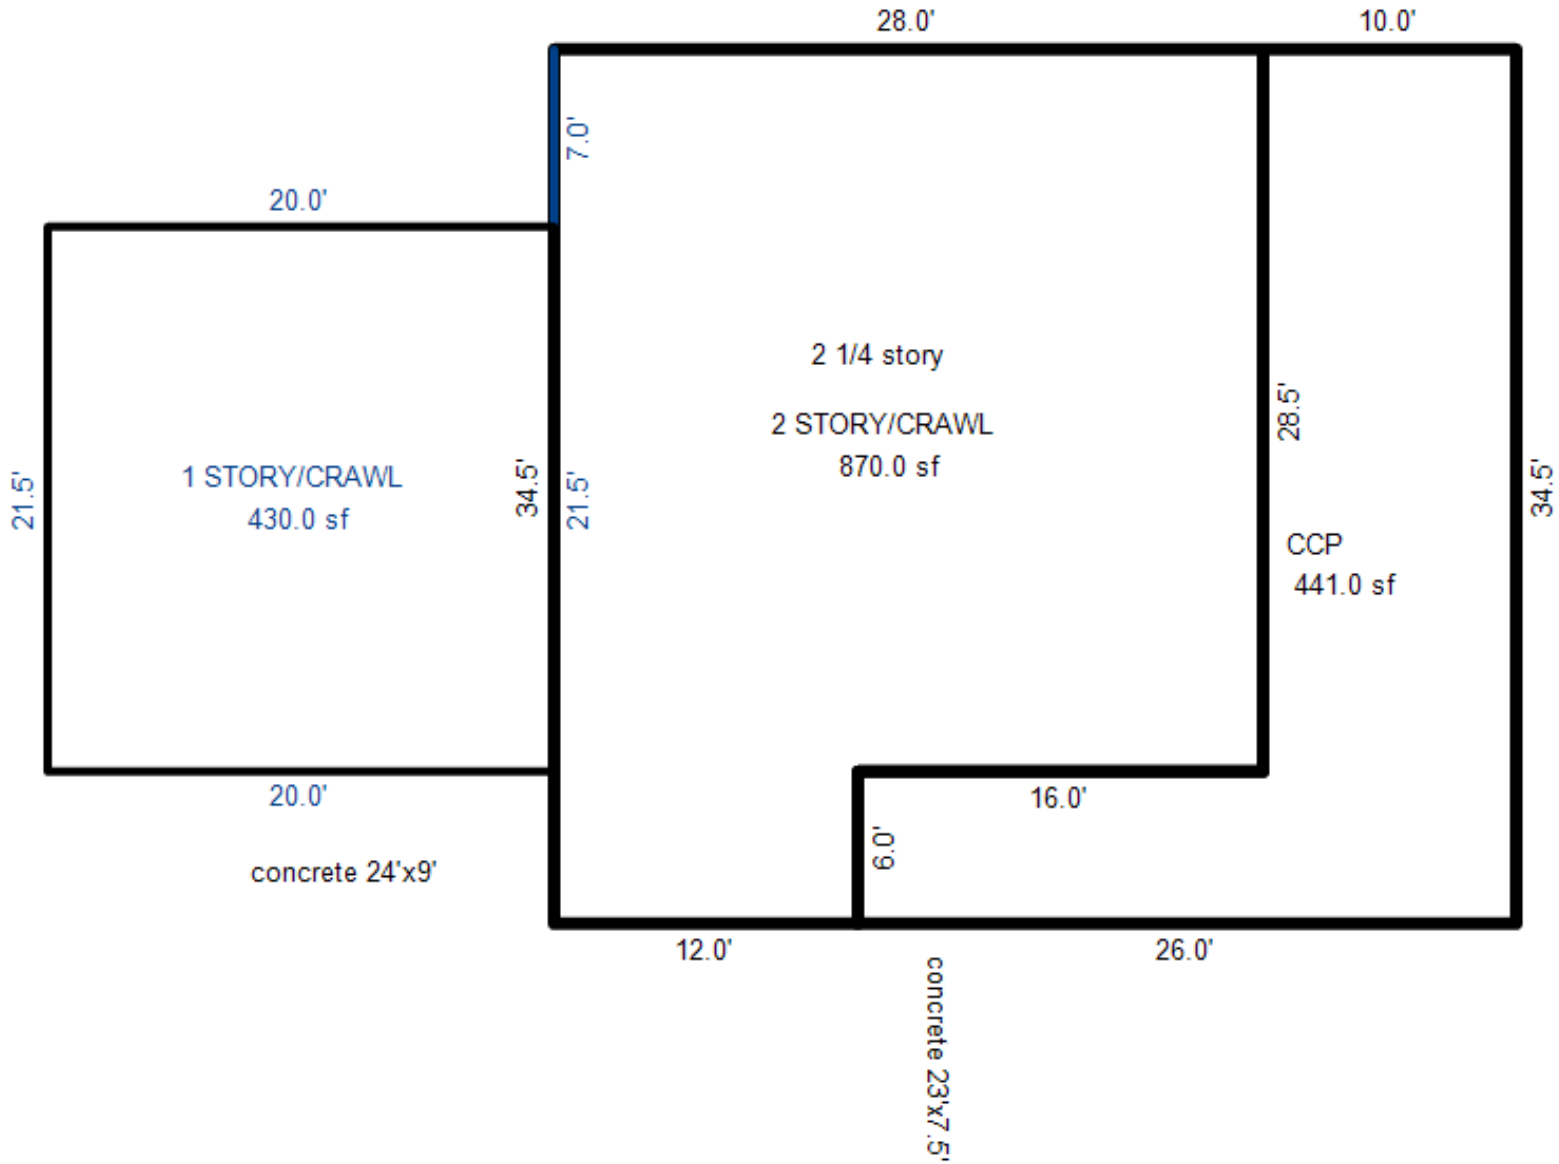 28.0'
10.0'
7.0'
20.0'
2 1/4 story
2 STORY/CRAWL
870.0 sf
28.5'
1 STORY/CRAWL
430.0 sf
21.5'
34.5'
21.5'
34.5'
CCP
441.0 sf
20.0'
16.0'
6.0'
concrete 24'x9'
12.0'
26.0'
concrete 23'x7.5'